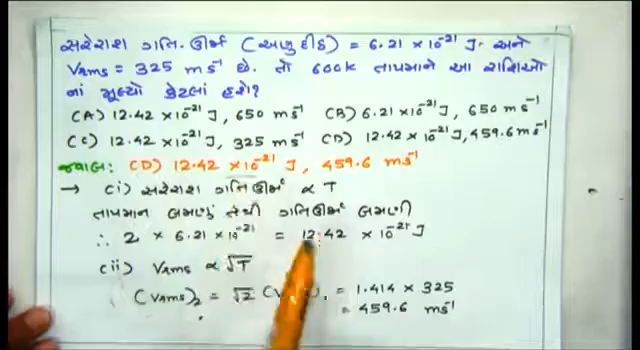 સરેરાશ ગતિ.ઊર્જા (અણુ દીઠ) = 6.21 × 10⁻²¹ J. અને
Vrms = 325 ms⁻¹ છે. તો 600k તાપમાને આ રાશિઓ
નાં મૂલ્યો કેટલાં હશે?
(A) 12.42 × 10⁻²¹ J, 650 ms⁻¹ (B) 6.21 × 10⁻²¹ J, 650 ms⁻¹
(C) 12.42 × 10⁻²¹ J, 325 ms⁻¹ (D) 12.42 × 10⁻²¹ J, 459.6 ms⁻¹
જવાબ: (D) 12.42 × 10⁻²¹ J, 459.6 ms⁻¹
→ (i) સરેરાશ ગતિઊર્જા ∝ T
તાપમાન બમણું તેથી ગતિઊર્જા બમણી
∴ 2 × 6.21 × 10⁻²¹ = 12.42 × 10⁻²¹ J
(ii) Vrms ∝ √T
(Vrms)₂ = √2 (V )₁ = 1.414 × 325
= 459.6 ms⁻¹